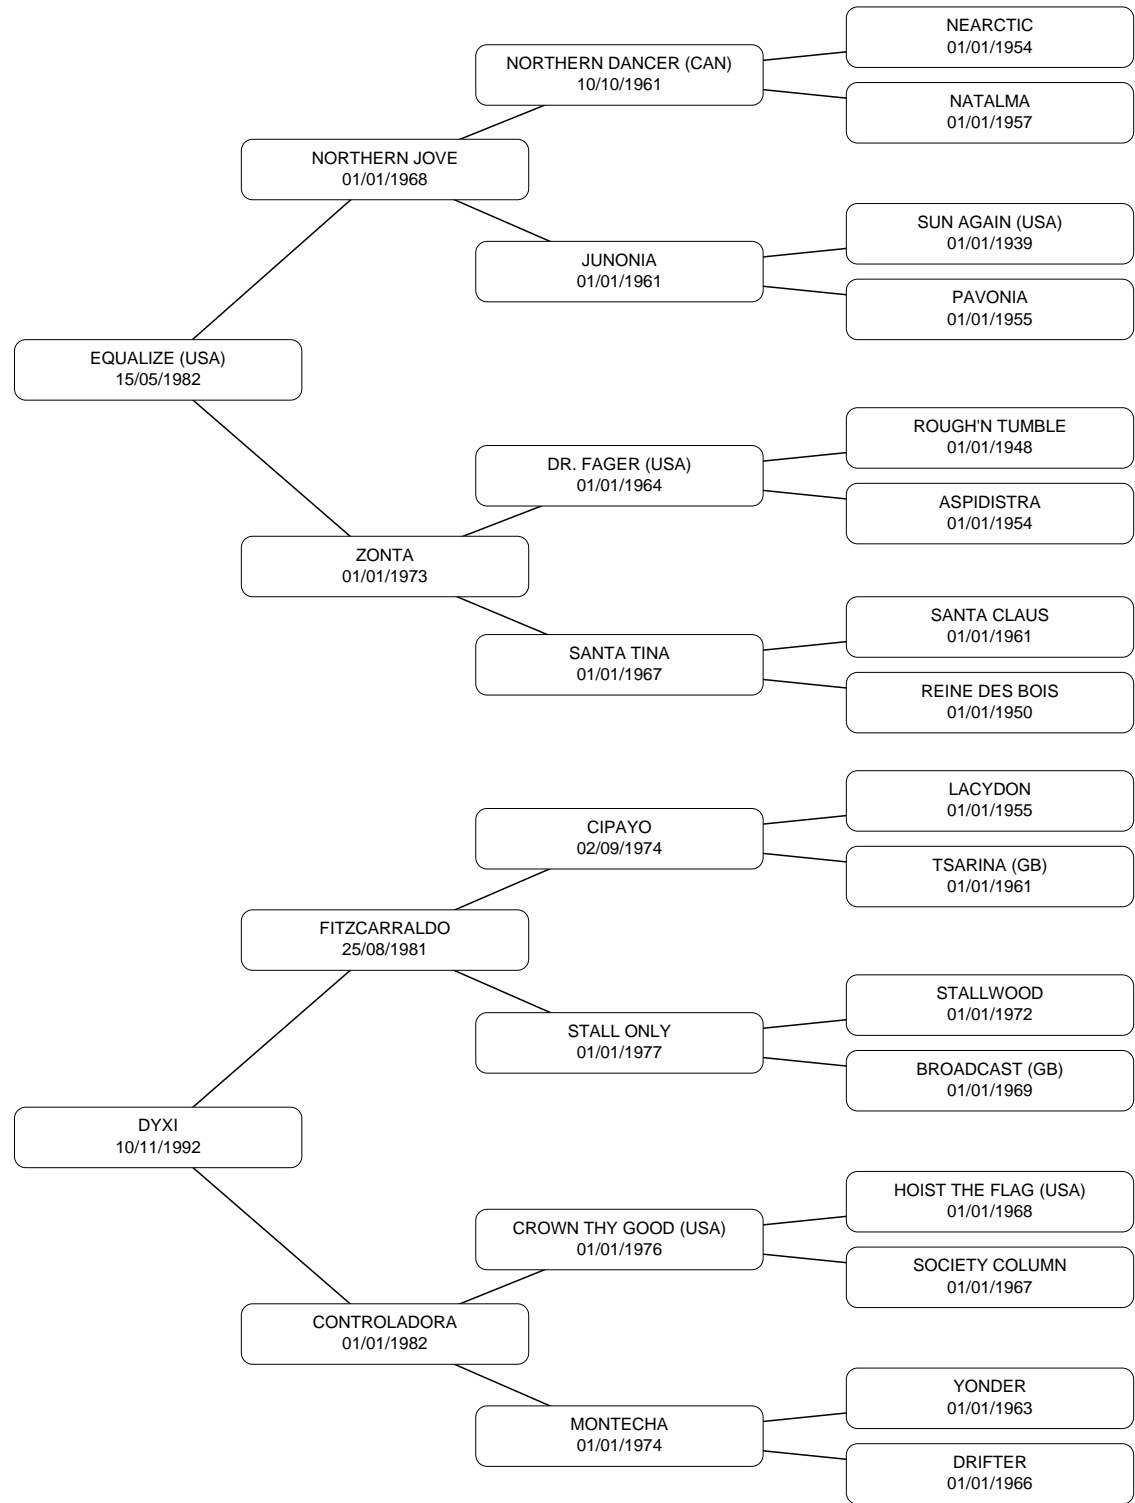 NEARCTIC
01/01/1954
NORTHERN DANCER (CAN)
10/10/1961
NATALMA
01/01/1957
NORTHERN JOVE
01/01/1968
SUN AGAIN (USA)
01/01/1939
JUNONIA
01/01/1961
PAVONIA
01/01/1955
EQUALIZE (USA)
15/05/1982
ROUGH'N TUMBLE
01/01/1948
DR. FAGER (USA)
01/01/1964
ASPIDISTRA
01/01/1954
ZONTA
01/01/1973
SANTA CLAUS
01/01/1961
SANTA TINA
01/01/1967
REINE DES BOIS
01/01/1950
LACYDON
01/01/1955
CIPAYO
02/09/1974
TSARINA (GB)
01/01/1961
FITZCARRALDO
25/08/1981
STALLWOOD
01/01/1972
STALL ONLY
01/01/1977
BROADCAST (GB)
01/01/1969
DYXI
10/11/1992
HOIST THE FLAG (USA)
01/01/1968
CROWN THY GOOD (USA)
01/01/1976
SOCIETY COLUMN
01/01/1967
CONTROLADORA
01/01/1982
YONDER
01/01/1963
MONTECHA
01/01/1974
DRIFTER
01/01/1966